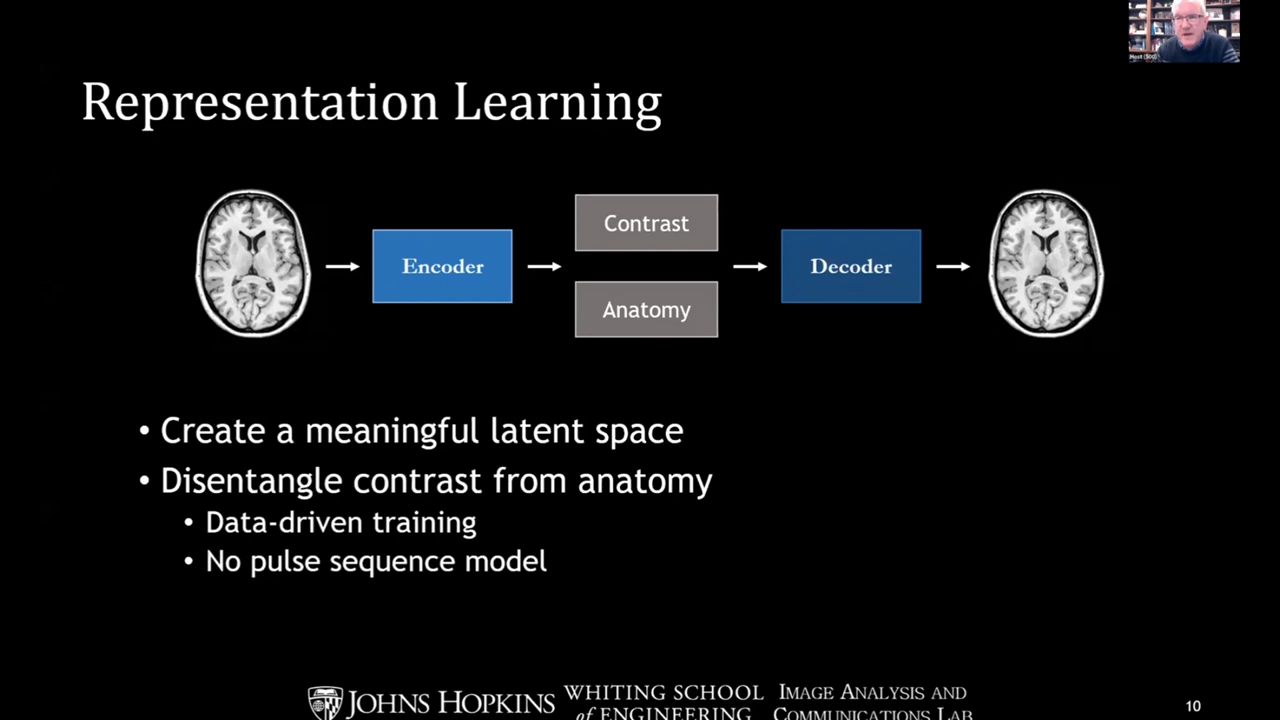 Representation Learning
Contrast
Encoder
Decoder
Anatomy
• Create a meaningful latent space
• Disentangle contrast from anatomy
• Data-driven training
• No pulse sequence model
JOHNS HOPKINS
WHITING SCHOOL
of ENGINEERING
IMAGE ANALYSIS AND
COMMUNICATIONS LAB
10